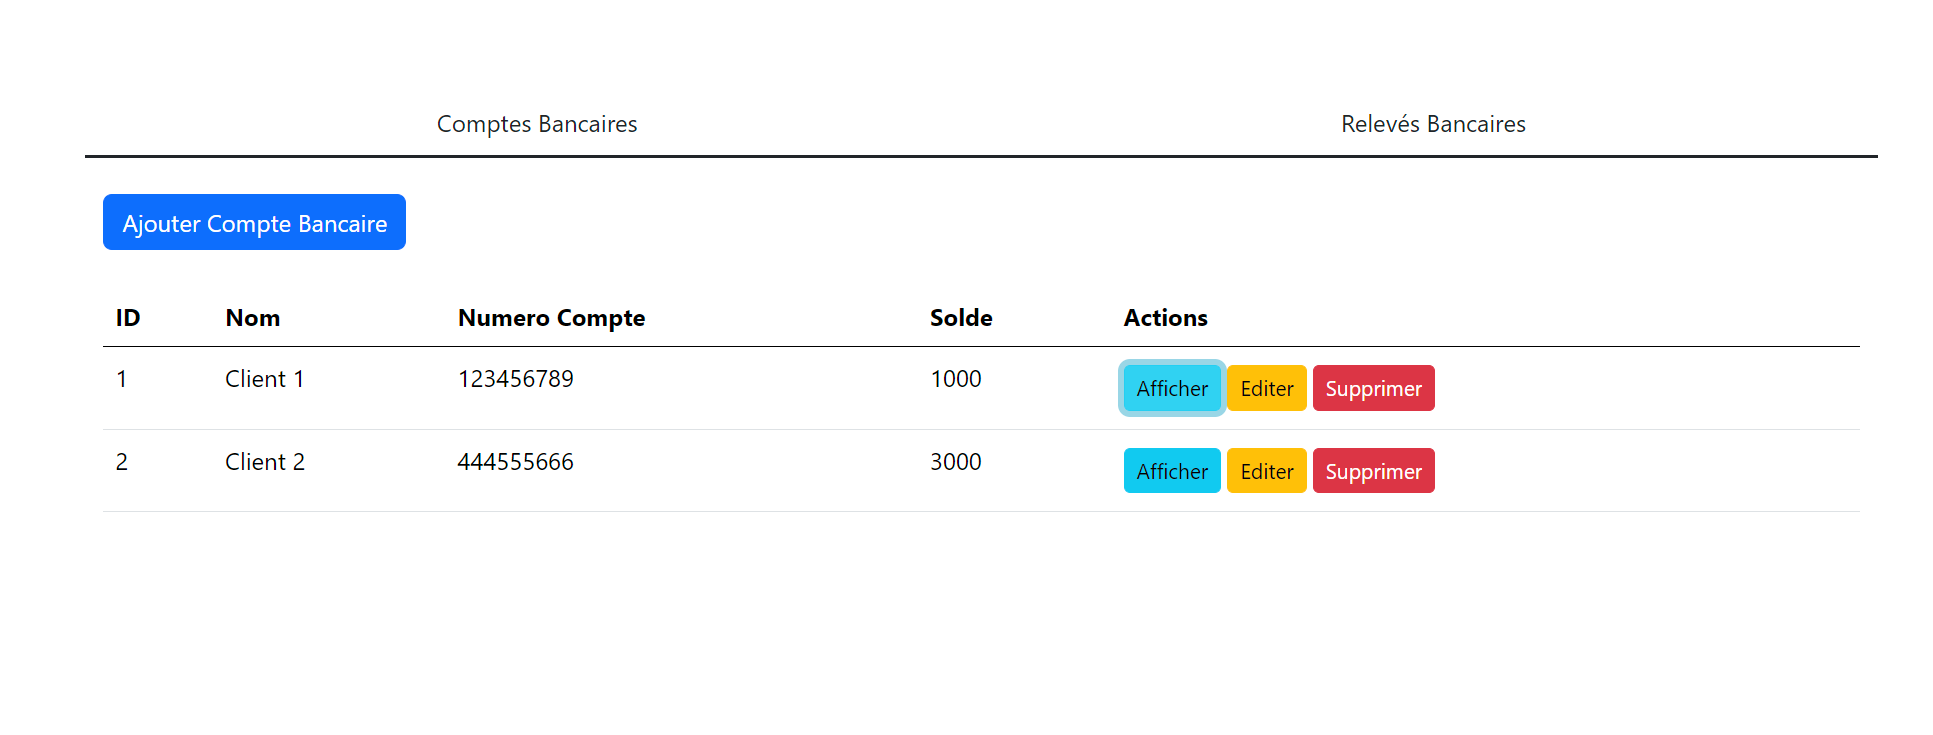 Comptes Bancaires Relevés Bancaires
Ajouter Compte Bancaire
ID Nom Numero Compte Solde Actions
1 Client 1 123456789 1000 Afficher Editer Supprimer
2 Client 2 444555666 3000 Afficher Editer Supprimer